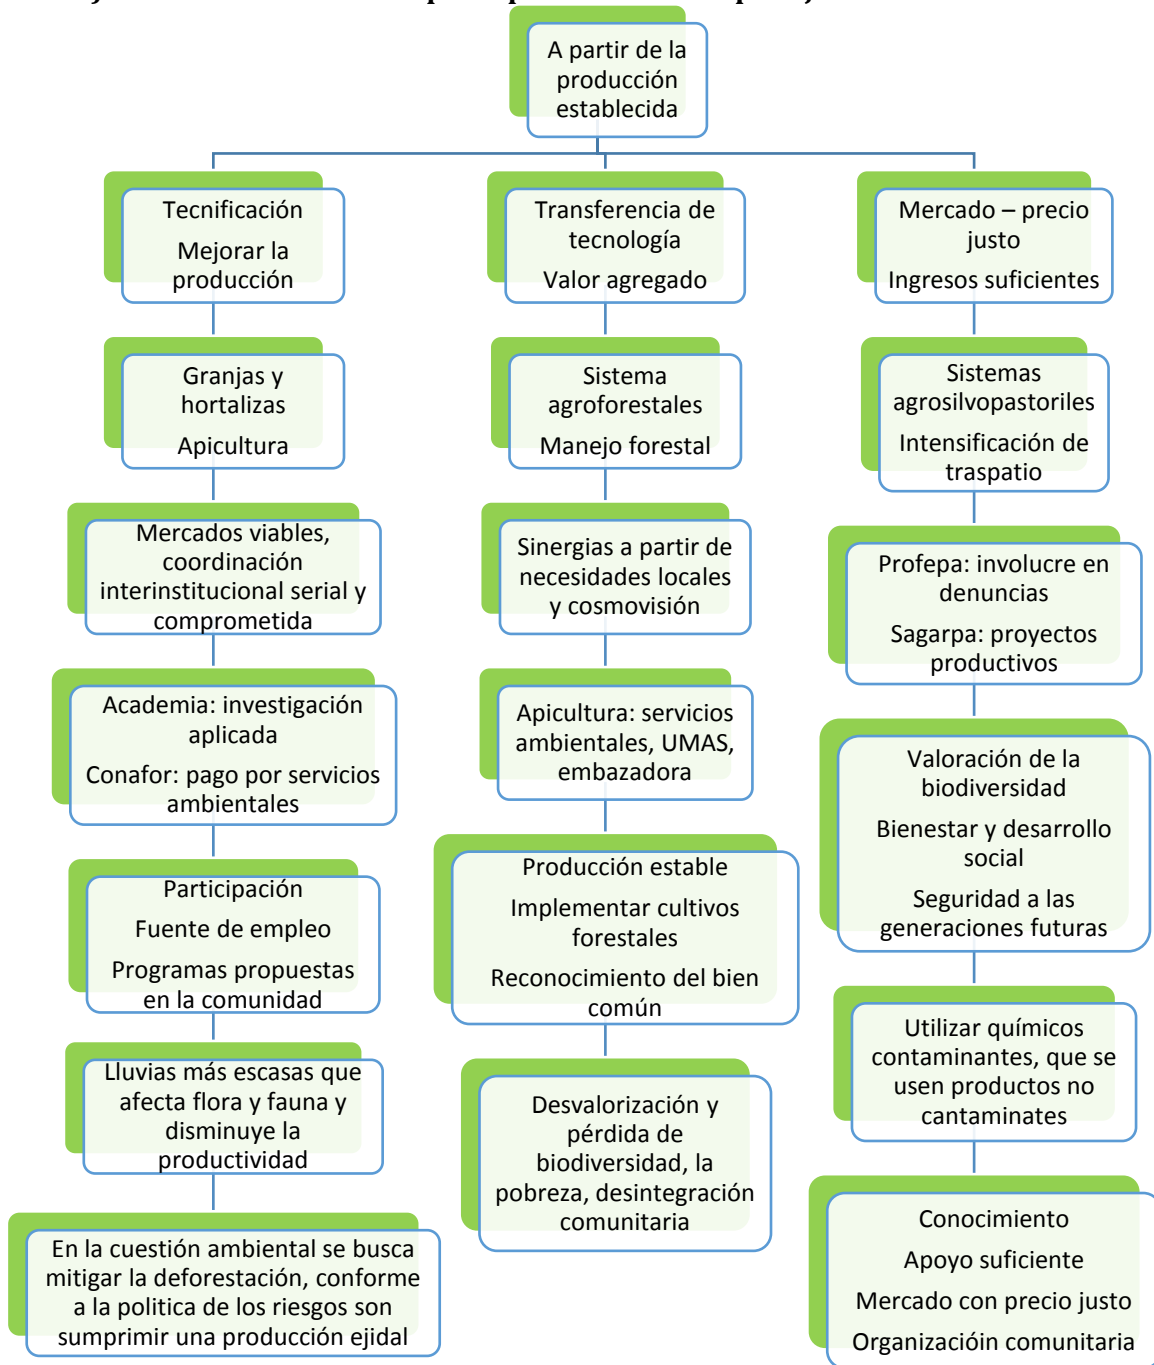 A partir de la
producción
establecida
Tecnificación
Mejorar la
producción
Granjas y
hortalizas
Apicultura
Mercados viables,
coordinación
interinstitucional serial y
comprometida
Academia: investigación
aplicada
Conafor: pago por servicios
ambientales
Participación
Fuente de empleo
Programas propuestas
en la comunidad
Lluvias más escasas que
afecta flora y fauna y
disminuye la
productividad
En la cuestión ambiental se busca
mitigar la deforestación, conforme
a la politica de los riesgos son
sumprimir una producción ejidal
Transferencia de
tecnología
Valor agregado
Sistema
agroforestales
Manejo forestal
Sinergias a partir de
necesidades locales
y cosmovisión
Apicultura: servicios
ambientales, UMAS,
embazadora
Producción estable
Implementar cultivos
forestales
Reconocimiento del bien
común
Desvalorización y
pérdida de
biodiversidad, la
pobreza, desintegración
comunitaria
Mercado – precio
justo
Ingresos suficientes
Sistemas
agrosilvopastoriles
Intensificación de
traspatio
Profepa: involucre en
denuncias
Sagarpa: proyectos
productivos
Valoración de la
biodiversidad
Bienestar y desarrollo
social
Seguridad a las
generaciones futuras
Utilizar químicos
contaminantes, que se
usen productos no
cantaminates
Conocimiento
Apoyo suficiente
Mercado con precio justo
Organizacióin comunitaria